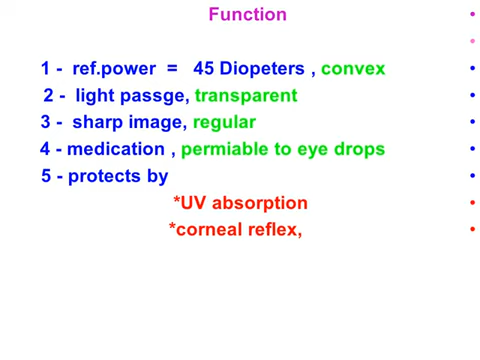 Function
1 - ref.power = 45 Diopeters , convex
2 - light passge, transparent
3 - sharp image, regular
4 - medication , permiable to eye drops
5 - protects by
*UV absorption
*corneal reflex,